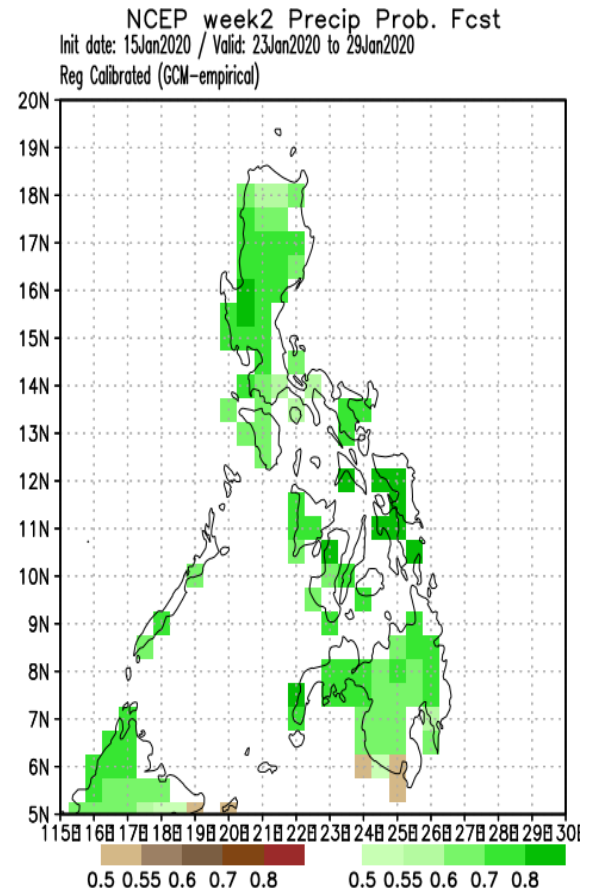 NCEP week2 Precip Prob. Fcst
Init date: 15Jan2020 / Valid: 23Jan2020 to 29Jan2020
Reg Calibrated (GCM-empirical)
20N
19N
18N
17N
16N
15N
14N
13N
12N
11N
10N
9N
8N
7N
6N
5N
115E 116E 117E 118E 119E 120E 121E 122E 123E 124E 125E 126E 127E 128E 129E 130E
0.5 0.55 0.6 0.7 0.8 0.5 0.55 0.6 0.7 0.8